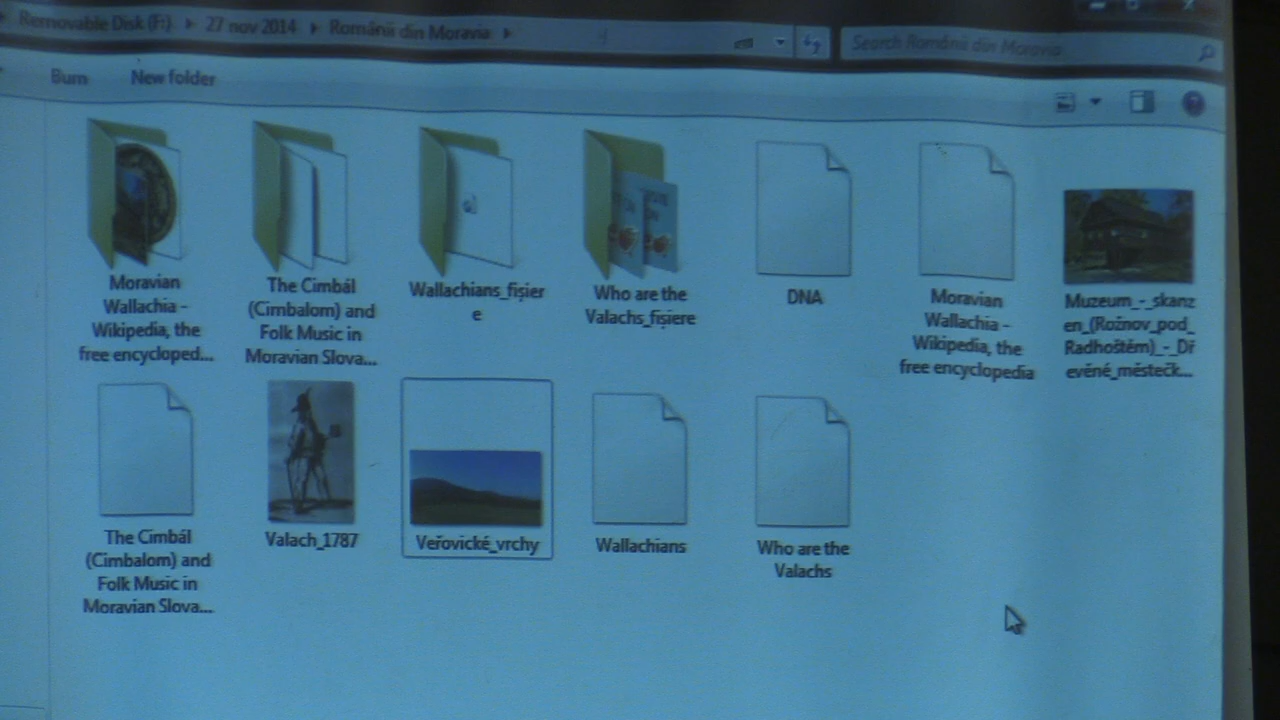 Removable Disk (F:) ▸ 27 nov 2014 ▸ Românii din Moravia ▸
Search Românii din Moravia
Burn New folder
Moravian
Wallachia -
Wikipedia, the
free encycloped...
The Cimbál
(Cimbalom) and
Folk Music in
Moravian Slova...
Wallachians_fișier
e
Who are the
Valachs_fișiere
DNA
Moravian
Wallachia -
Wikipedia, the
free encyclopedia
Muzeum_-_skanz
en_(Rožnov_pod_
Radhoštěm)_-_Dř
evěné_městečk...
The Cimbál
(Cimbalom) and
Folk Music in
Moravian Slova...
Valach_1787
Veřovické_vrchy
Wallachians
Who are the
Valachs